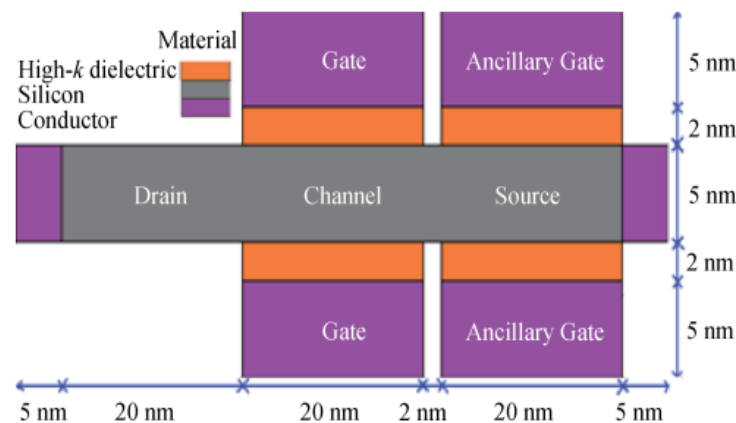 Material
High-k dielectric
Silicon
Conductor
Gate
Ancillary Gate
5 nm
2 nm
Drain
Channel
Source
5 nm
2 nm
Gate
Ancillary Gate
5 nm
5 nm
20 nm
20 nm
2 nm
20 nm
5 nm